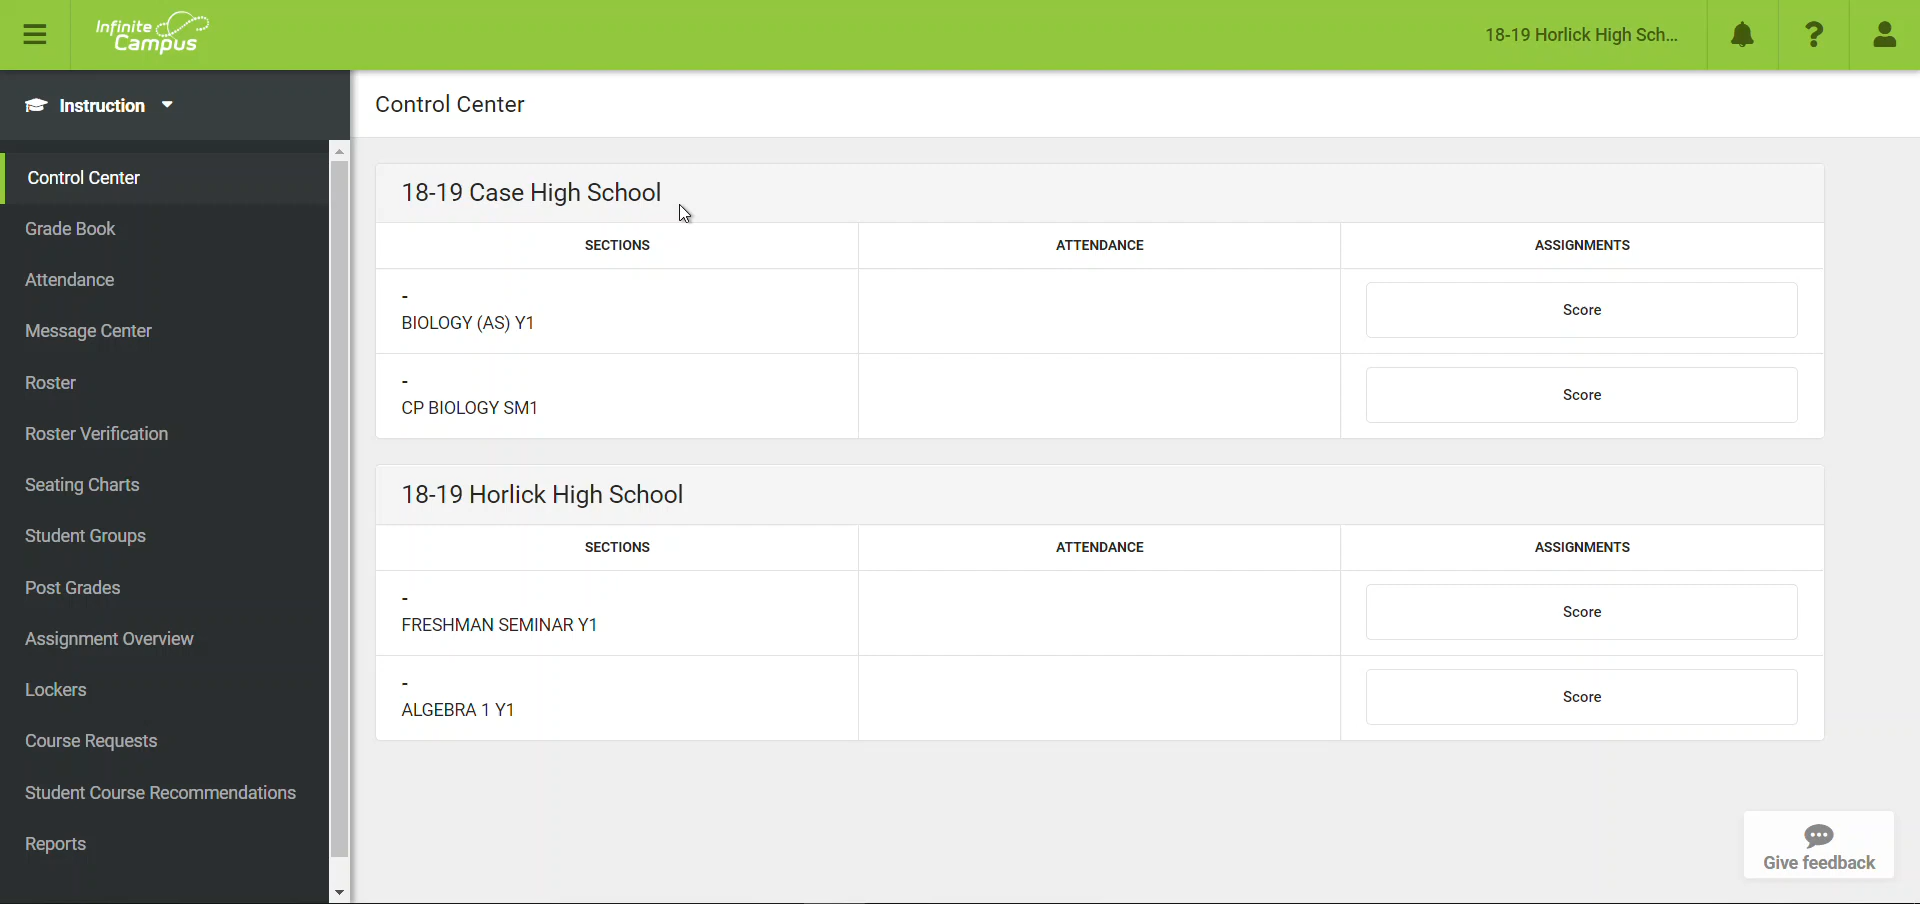 Infinite Campus
18-19 Horlick High Sch...
?
Instruction
Control Center
Grade Book
Attendance
Message Center
Roster
Roster Verification
Seating Charts
Student Groups
Post Grades
Assignment Overview
Lockers
Course Requests
Student Course Recommendations
Reports
Control Center
18-19 Case High School
SECTIONS ATTENDANCE ASSIGNMENTS
-
BIOLOGY (AS) Y1
Score
-
CP BIOLOGY SM1
Score
18-19 Horlick High School
SECTIONS ATTENDANCE ASSIGNMENTS
-
FRESHMAN SEMINAR Y1
Score
-
ALGEBRA 1 Y1
Score
Give feedback